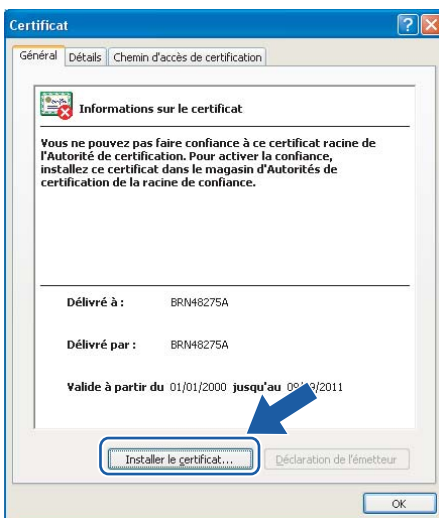 Certificat
Général Détails Chemin d'accès de certification
Informations sur le certificat
Vous ne pouvez pas faire confiance à ce certificat racine de
l'Autorité de certification. Pour activer la confiance,
installez ce certificat dans le magasin d'Autorités de
certification de la racine de confiance.
Délivré à : BRN48275A
Délivré par : BRN48275A
Valide à partir du 01/01/2000 jusqu'au
Installer le certificat... Déclaration de l'émetteur
OK